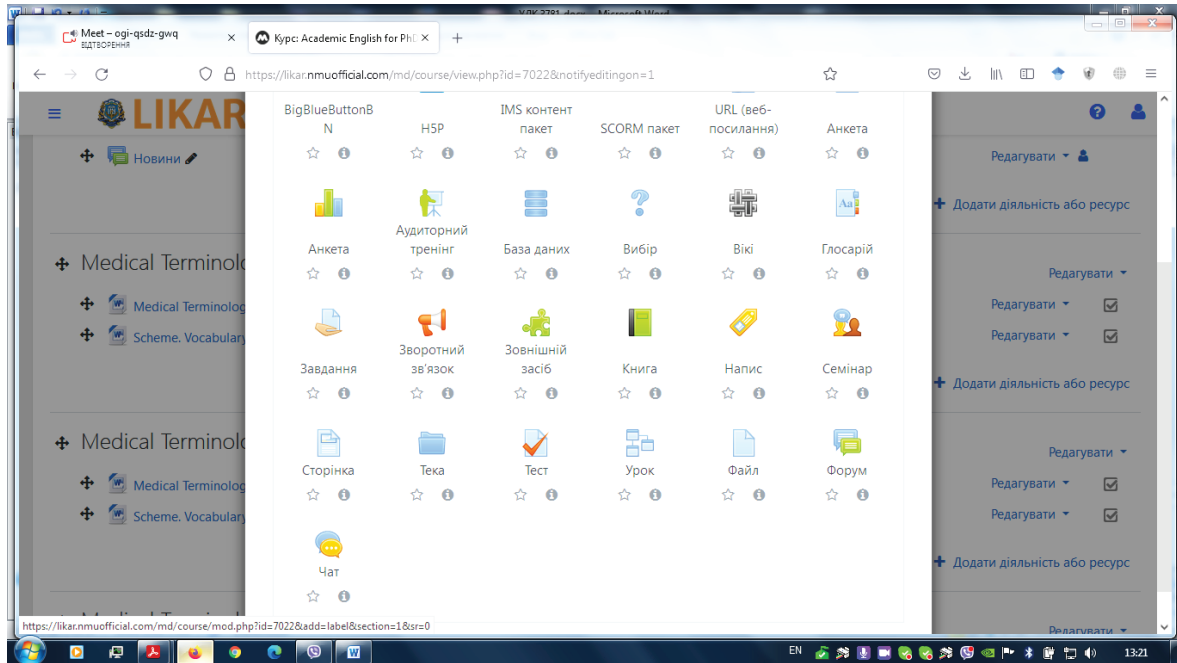 УДК 3781.docx - Microsoft Word
Meet – ogi-qsdz-gwq
ВІДТВОРЕННЯ
Курс: Academic English for PhD
https://likar.nmuofficial.com/md/course/view.php?id=7022&notifyeditingon=1
LIKAR
BigBlueButtonB
N
H5P
IMS контент
пакет
SCORM пакет
URL (веб-
посилання)
Анкета
Новини
Редагувати
Додати діяльність або ресурс
Анкета
Аудиторний
тренінг
База даних
Вибір
Вікі
Глосарій
Medical Terminolo
Редагувати
Medical Terminolog
Редагувати
Scheme. Vocabulary
Редагувати
Завдання
Зворотний
зв'язок
Зовнішній
засіб
Книга
Напис
Семінар
Додати діяльність або ресурс
Medical Terminolo
Редагувати
Сторінка
Тека
Тест
Урок
Файл
Форум
Medical Terminolog
Редагувати
Scheme. Vocabulary
Редагувати
Чат
Додати діяльність або ресурс
Редагувати
https://likar.nmuofficial.com/md/course/mod.php?id=7022&add=label&section=1&sr=0
EN
13:21